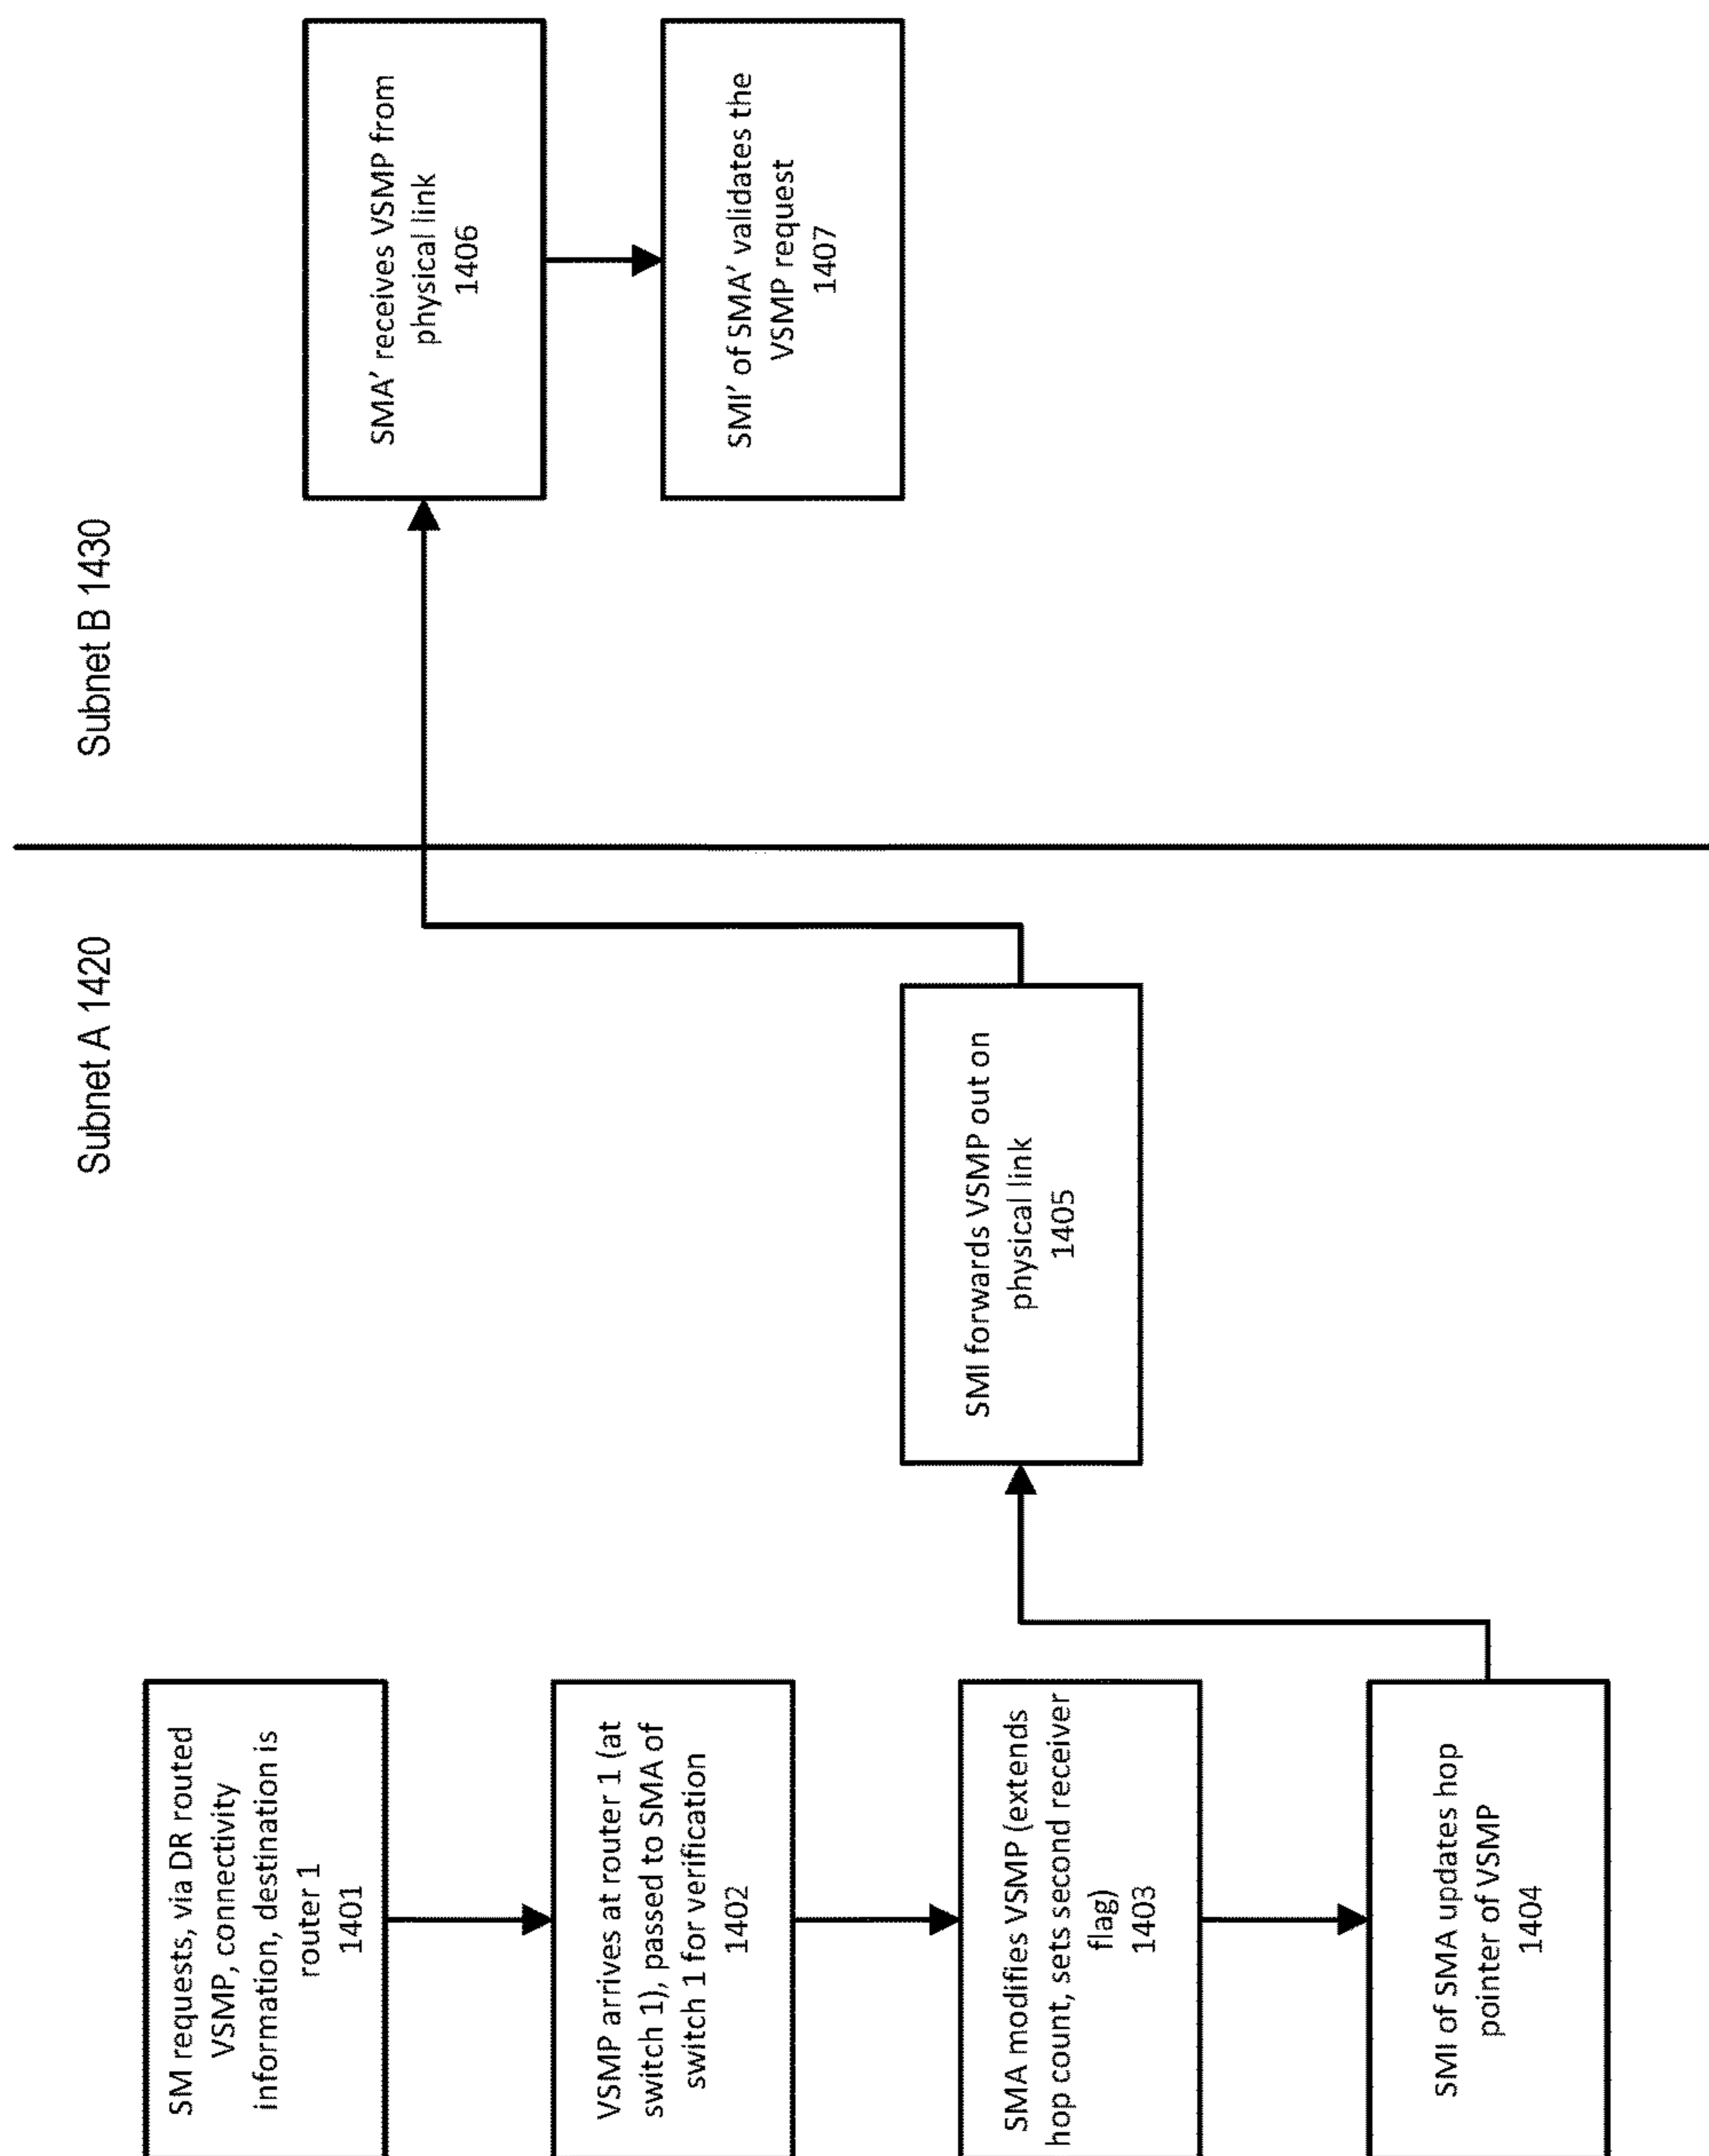 Subnet A 1420
Subnet B 1430
SM requests, via DR routed
VSMP, connectivity
information, destination is
router 1
1401
VSMP arrives at router 1 (at
switch 1), passed to SMA of
switch 1 for verification
1402
SMA modifies VSMP (extends
hop count, sets second receiver
flag)
1403
SMI of SMA updates hop
pointer of VSMP
1404
SMI forwards VSMP out on
physical link
1405
SMA’ receives VSMP from
physical link
1406
SMI’ of SMA’ validates the
VSMP request
1407